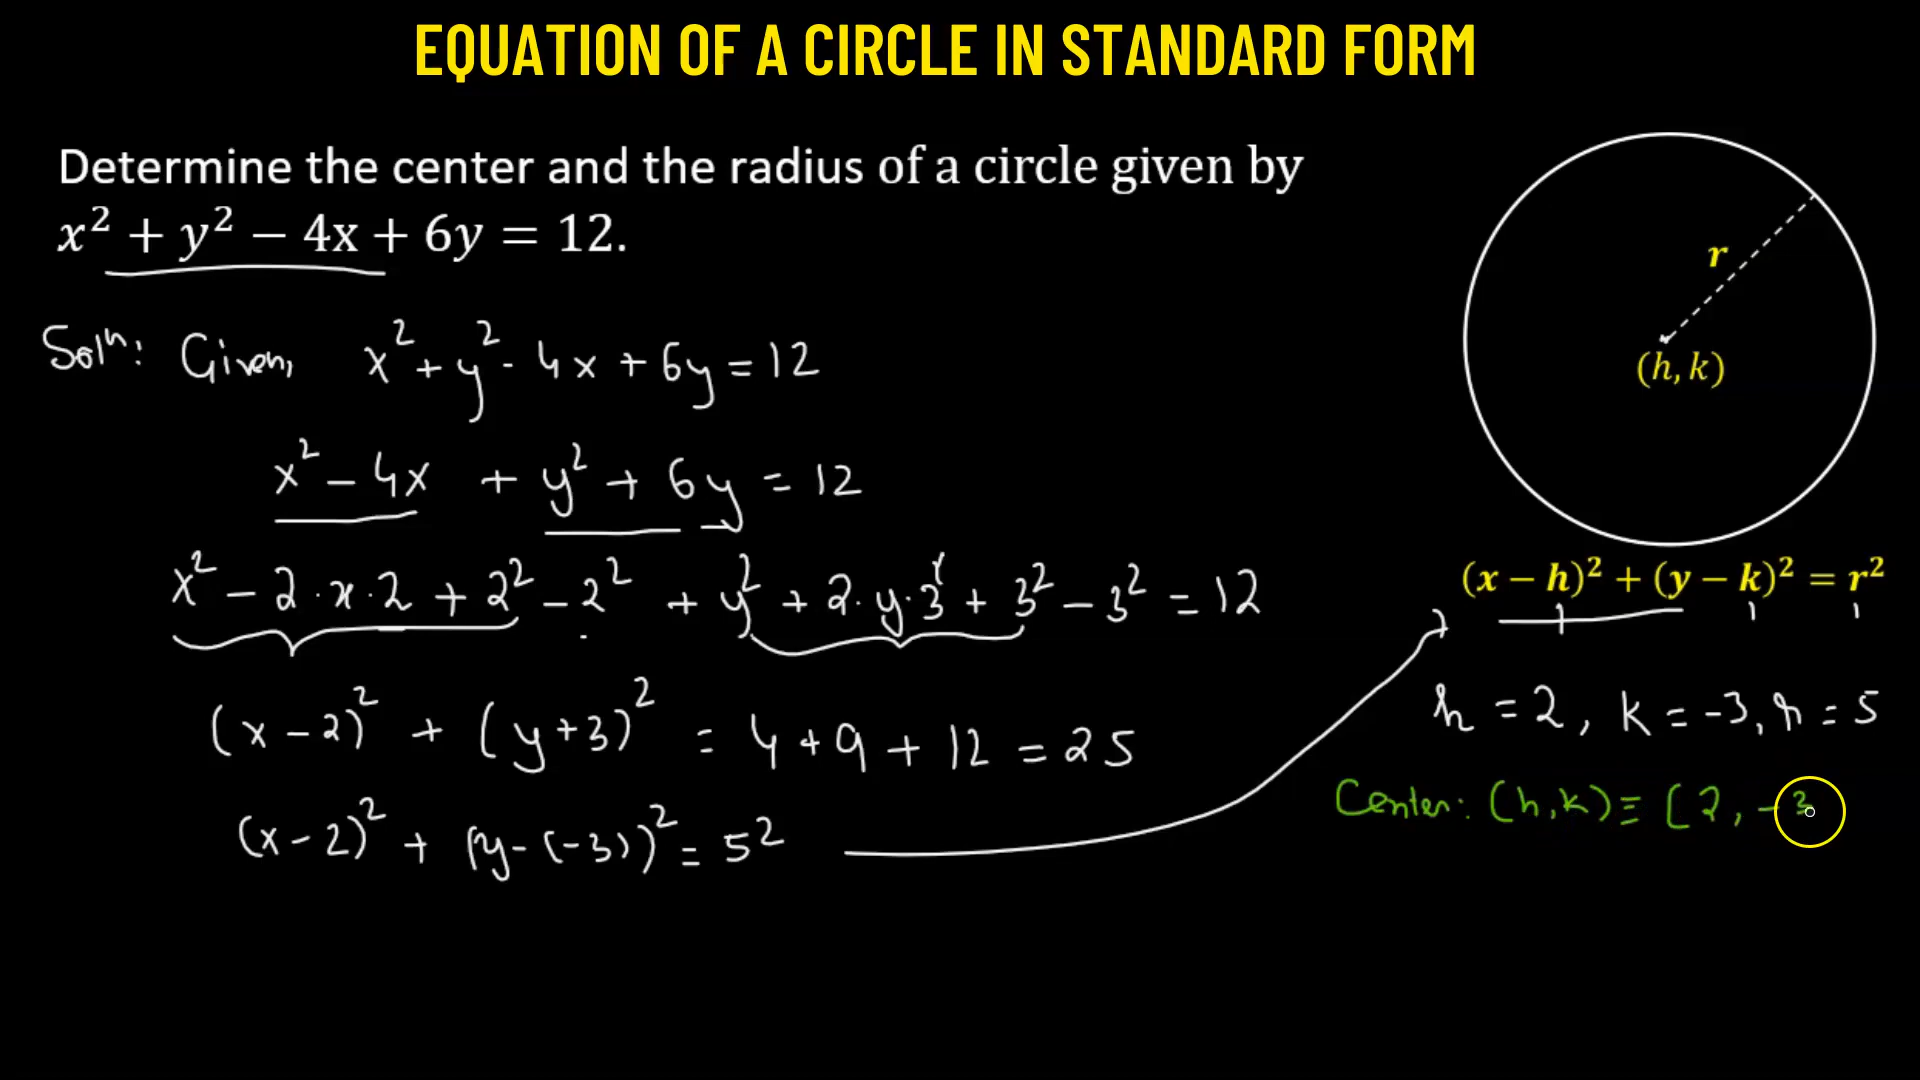 EQUATION OF A CIRCLE IN STANDARD FORM
Determine the center and the radius of a circle given by
x² + y² − 4x + 6y = 12.
Solⁿ: Given, x² + y² - 4x + 6y = 12
x² − 4x + y² + 6y = 12
x² − 2·x·2 + 2² − 2² + y² + 2·y·3 + 3² − 3² = 12
(x − 2)² + (y + 3)² = 4 + 9 + 12 = 25
(x − 2)² + (y − (−3))² = 5²
r
(h, k)
(x − h)² + (y − k)² = r²
h = 2, k = −3, r = 5
Center: (h, k) ≡ (2, −3